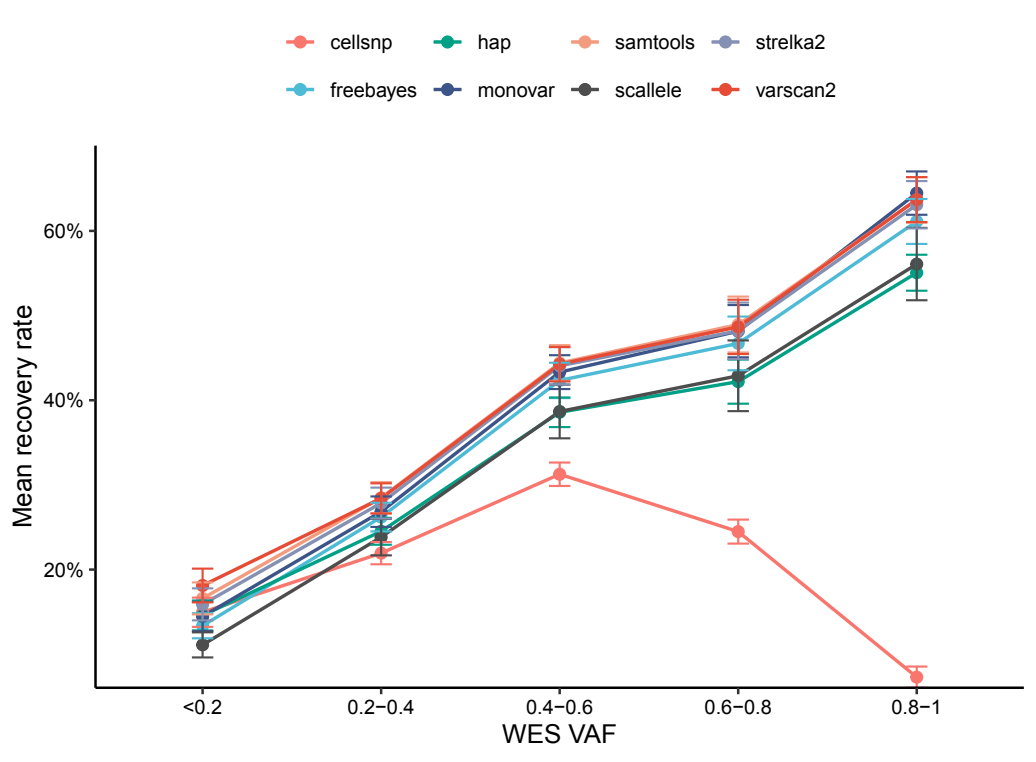 cellsnp hap samtools strelka2
freebayes monovar scallele varscan2
Mean recovery rate
60%
40%
20%
<0.2 0.2−0.4 0.4−0.6 0.6−0.8 0.8−1
WES VAF